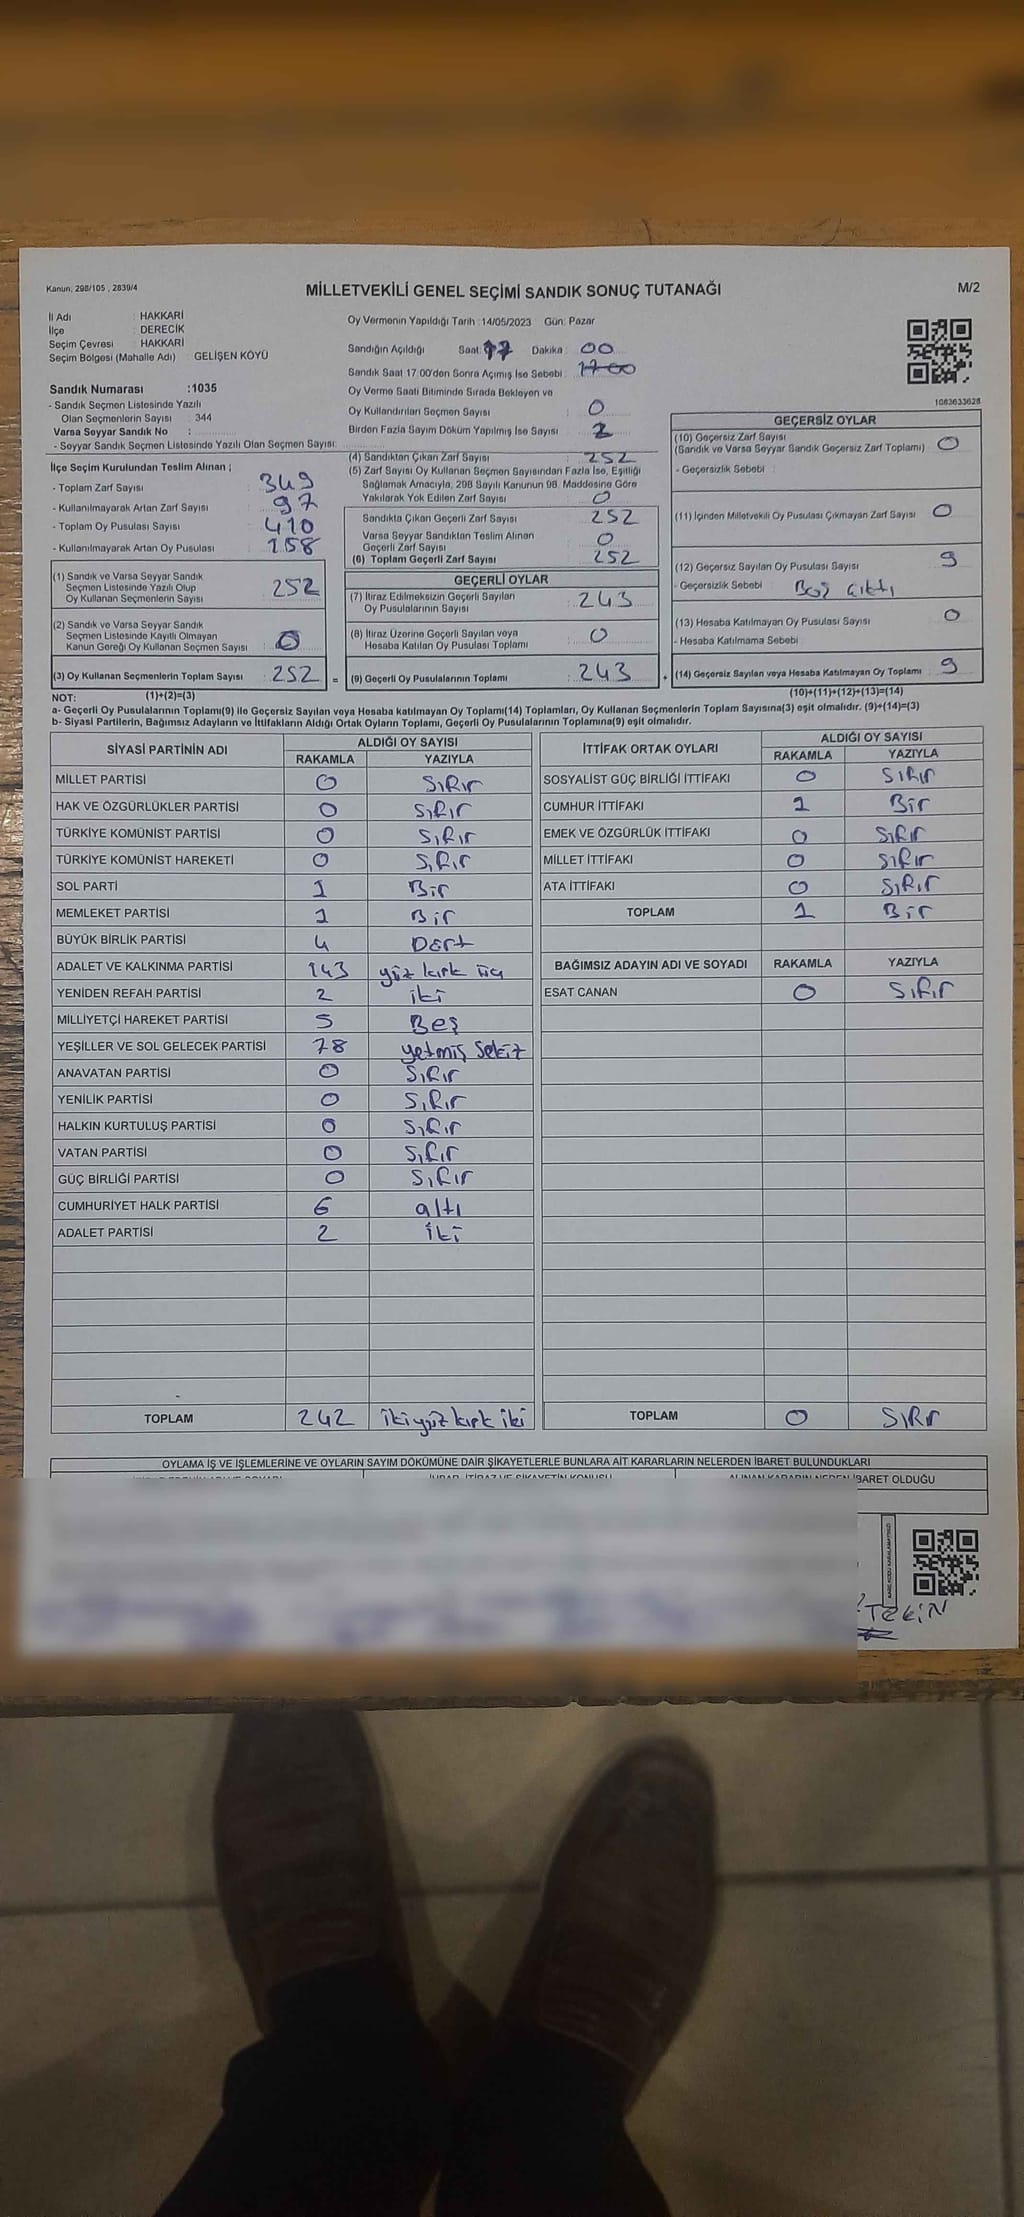 Kanun, 298/105 , 2839/4
MİLLETVEKİLİ GENEL SEÇİMİ SANDIK SONUÇ TUTANAĞI
M/2
İl Adı : HAKKARİ
İlçe : DERECİK
Seçim Çevresi : HAKKARİ
Seçim Bölgesi (Mahalle Adı) : GELİŞEN KÖYÜ
Sandık Numarası :1035
- Sandık Seçmen Listesinde Yazılı
Olan Seçmenlerin Sayısı : 344
Varsa Seyyar Sandık No :
- Seyyar Sandık Seçmen Listesinde Yazılı Olan Seçmen Sayısı:
İlçe Seçim Kurulundan Teslim Alınan ;
- Toplam Zarf Sayısı : 349
- Kullanılmayarak Artan Zarf Sayısı : 97
- Toplam Oy Pusulası Sayısı : 410
- Kullanılmayarak Artan Oy Pusulası : 158
(1) Sandık ve Varsa Seyyar Sandık
Seçmen Listesinde Yazılı Olup
Oy Kullanan Seçmenlerin Sayısı : 252
(2) Sandık ve Varsa Seyyar Sandık
Seçmen Listesinde Kayıtlı Olmayan
Kanun Gereği Oy Kullanan Seçmen Sayısı : 0
(3) Oy Kullanan Seçmenlerin Toplam Sayısı : 252 =
Oy Vermenin Yapıldığı Tarih :14/05/2023 Gün: Pazar
Sandığın Açıldığı Saat: 17 Dakika : 00
Sandık Saat 17:00'den Sonra Açımış İse Sebebi : 17 00
Oy Verme Saati Bitiminde Sırada Bekleyen ve
Oy Kullandırılan Seçmen Sayısı : 0
Birden Fazla Sayım Döküm Yapılmış İse Sayısı : 2
(4) Sandıktan Çıkan Zarf Sayısı : 252
(5) Zarf Sayısı Oy Kullanan Seçmen Sayısından Fazla İse, Eşitliği
Sağlamak Amacıyla, 298 Sayılı Kanunun 98. Maddesine Göre
Yakılarak Yok Edilen Zarf Sayısı : 0
Sandıkta Çıkan Geçerli Zarf Sayısı : 252
Varsa Seyyar Sandıktan Teslim Alınan
Geçerli Zarf Sayısı : 0
(6) Toplam Geçerli Zarf Sayısı : 252
GEÇERLİ OYLAR
(7) İtiraz Edilmeksizin Geçerli Sayılan
Oy Pusulalarının Sayısı : 243
(8) İtiraz Üzerine Geçerli Sayılan veya
Hesaba Katılan Oy Pusulası Toplamı : 0
(9) Geçerli Oy Pusulalarının Toplamı : 243 +
1063633628
GEÇERSİZ OYLAR
(10) Geçersiz Zarf Sayısı
(Sandık ve Varsa Seyyar Sandık Geçersiz Zarf Toplamı) : 0
- Geçersizlik Sebebi :
(11) İçinden Milletvekili Oy Pusulası Çıkmayan Zarf Sayısı : 0
(12) Geçersiz Sayılan Oy Pusulası Sayısı : 9
- Geçersizlik Sebebi : Boş çıktı
(13) Hesaba Katılmayan Oy Pusulası Sayısı : 0
- Hesaba Katılmama Sebebi :
(14) Geçersiz Sayılan veya Hesaba Katılmayan Oy Toplamı : 9
NOT: (1)+(2)=(3)
(10)+(11)+(12)+(13)=(14)
a- Geçerli Oy Pusulalarının Toplamı(9) ile Geçersiz Sayılan veya Hesaba katılmayan Oy Toplamı(14) Toplamları, Oy Kullanan Seçmenlerin Toplam Sayısına(3) eşit olmalıdır. (9)+(14)=(3)
b- Siyasi Partilerin, Bağımsız Adayların ve İttifakların Aldığı Ortak Oyların Toplamı, Geçerli Oy Pusulalarının Toplamına(9) eşit olmalıdır.
SİYASİ PARTİNİN ADI ALDIĞI OY SAYISI
RAKAMLA YAZIYLA
MİLLET PARTİSİ 0 Sıfır
HAK VE ÖZGÜRLÜKLER PARTİSİ 0 Sıfır
TÜRKİYE KOMÜNİST PARTİSİ 0 Sıfır
TÜRKİYE KOMÜNİST HAREKETİ 0 Sıfır
SOL PARTİ 1 Bir
MEMLEKET PARTİSİ 1 Bir
BÜYÜK BİRLİK PARTİSİ 4 Dört
ADALET VE KALKINMA PARTİSİ 143 yüz kırk üç
YENİDEN REFAH PARTİSİ 2 iki
MİLLİYETÇİ HAREKET PARTİSİ 5 Beş
YEŞİLLER VE SOL GELECEK PARTİSİ 78 yetmiş sekiz
ANAVATAN PARTİSİ 0 Sıfır
YENİLİK PARTİSİ 0 Sıfır
HALKIN KURTULUŞ PARTİSİ 0 Sıfır
VATAN PARTİSİ 0 Sıfır
GÜÇ BİRLİĞİ PARTİSİ 0 Sıfır
CUMHURİYET HALK PARTİSİ 6 altı
ADALET PARTİSİ 2 iki
TOPLAM 242 ikiyüz kırk iki
İTTİFAK ORTAK OYLARI ALDIĞI OY SAYISI
RAKAMLA YAZIYLA
SOSYALİST GÜÇ BİRLİĞİ İTTİFAKI 0 Sıfır
CUMHUR İTTİFAKI 1 Bir
EMEK VE ÖZGÜRLÜK İTTİFAKI 0 Sıfır
MİLLET İTTİFAKI 0 Sıfır
ATA İTTİFAKI 0 Sıfır
TOPLAM 1 Bir
BAĞIMSIZ ADAYIN ADI VE SOYADI RAKAMLA YAZIYLA
ESAT CANAN 0 Sıfır
TOPLAM 0 Sıfır
OYLAMA İŞ VE İŞLEMLERİNE VE OYLARIN SAYIM DÖKÜMÜNE DAİR ŞİKAYETLERLE BUNLARA AİT KARARLARIN NELERDEN İBARET BULUNDUKLARI
İHBAR, İTİRAZ VE ŞİKAYETİN KONUSU
ALINAN KARARIN NEDEN İBARET OLDUĞU
TEKİN